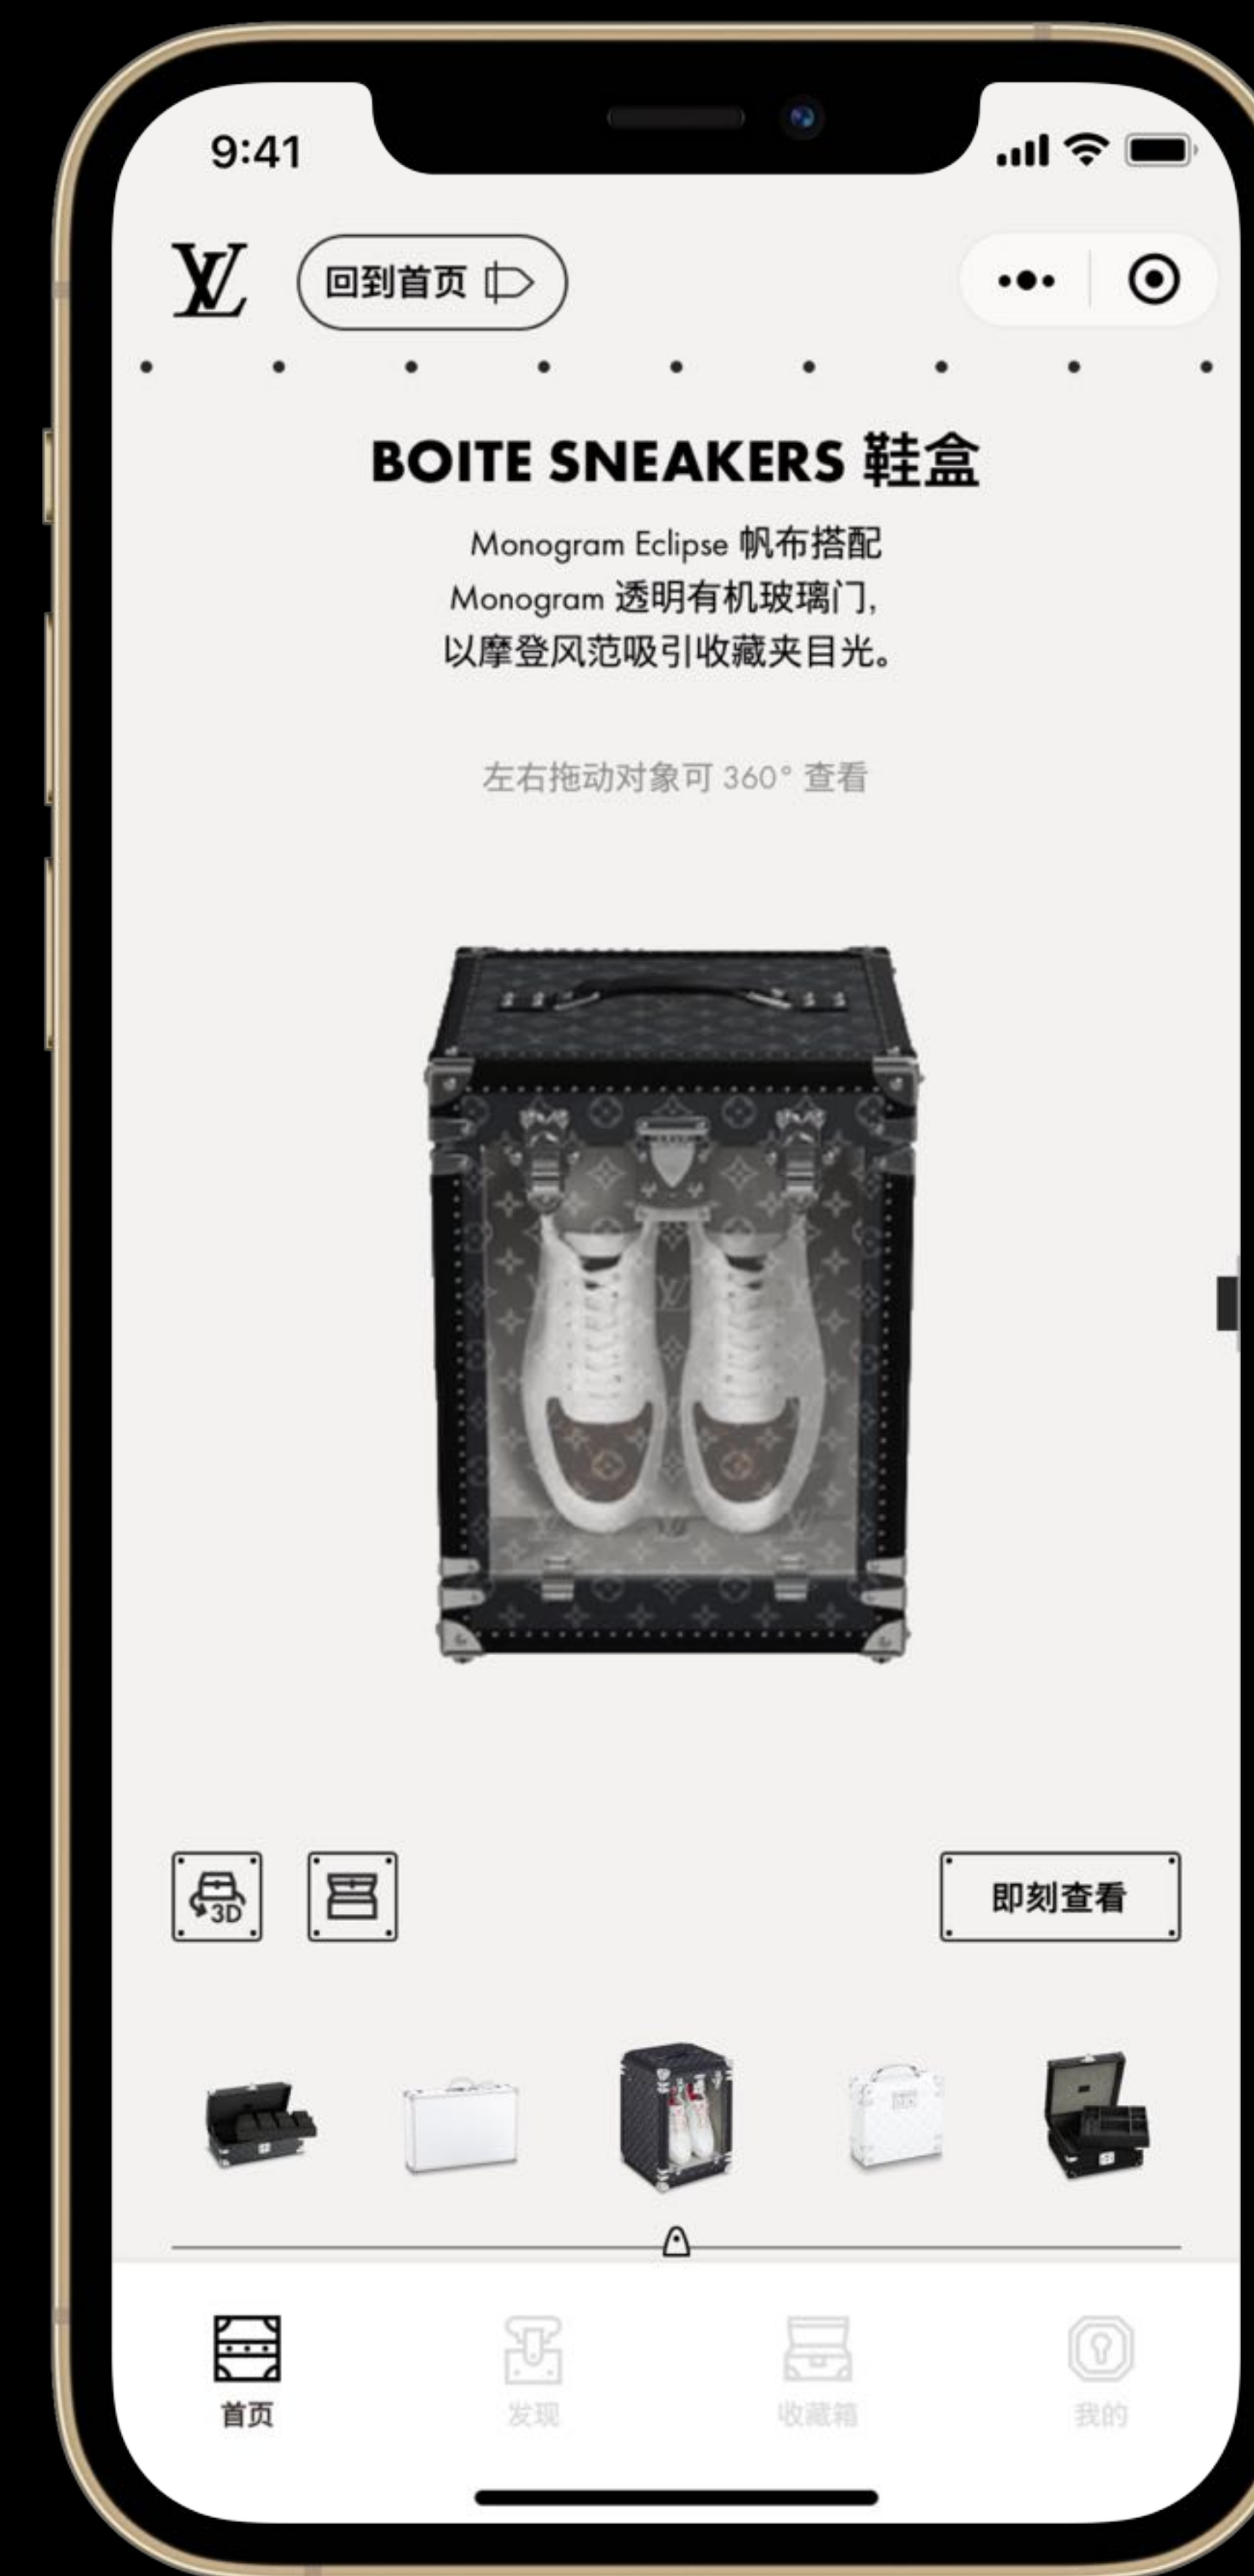 9:41
LV
回到首页
BOITE SNEAKERS 鞋盒
Monogram Eclipse 帆布搭配
Monogram 透明有机玻璃门,
以摩登风范吸引收藏夹目光。
左右拖动对象可 360° 查看
3D
即刻查看
首页
发现
收藏箱
我的